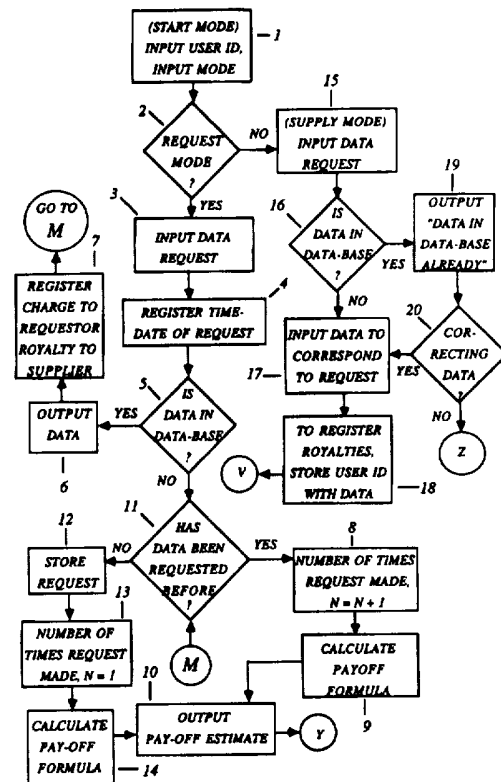 1
(START MODE)
INPUT USER ID,
INPUT MODE
2
REQUEST
MODE
?
NO
YES
15
(SUPPLY MODE)
INPUT DATA
REQUEST
3
INPUT DATA
REQUEST
16
IS
DATA IN
DATA-BASE
?
YES
NO
19
OUTPUT
"DATA IN
DATA-BASE
ALREADY"
GO TO
M
7
REGISTER
CHARGE TO
REQUESTOR
ROYALTY TO
SUPPLIER
4
REGISTER TIME-
DATE OF REQUEST
20
COR-
RECTING
DATA
?
YES
NO
Z
17
INPUT DATA TO
CORRESPOND
TO REQUEST
5
IS
DATA IN
DATA-BASE
?
YES
NO
OUTPUT
DATA
6
TO REGISTER
ROYALTIES,
STORE USER ID
WITH DATA
18
V
11
HAS
DATA BEEN
REQUESTED
BEFORE
?
NO
YES
M
12
STORE
REQUEST
8
NUMBER OF TIMES
REQUEST MADE,
N = N + 1
13
NUMBER OF
TIMES REQUEST
MADE, N = 1
CALCULATE
PAYOFF
FORMULA
9
10
OUTPUT
PAY-OFF ESTIMATE
Y
CALCULATE
PAY-OFF
FORMULA
14